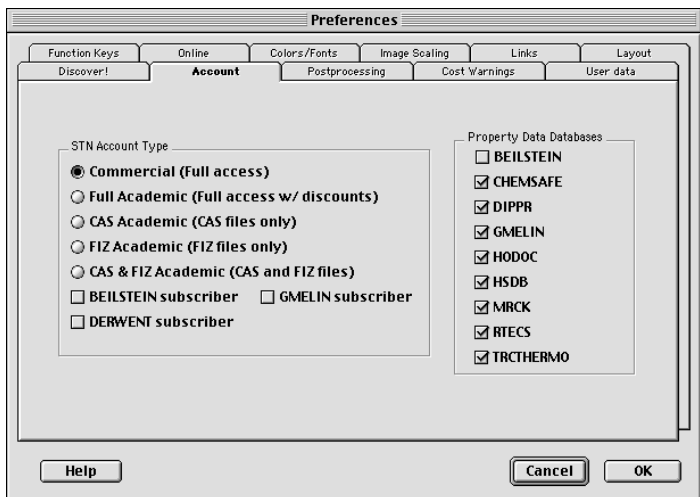 Preferences
Function Keys
Online
Colors/Fonts
Image Scaling
Links
Layout
Discover!
Account
Postprocessing
Cost Warnings
User data
STN Account Type
Commercial (Full access)
Full Academic (Full access w/ discounts)
CAS Academic (CAS files only)
FIZ Academic (FIZ files only)
CAS & FIZ Academic (CAS and FIZ files)
BEILSTEIN subscriber
GMELIN subscriber
DERWENT subscriber
Property Data Databases
BEILSTEIN
CHEMSAFE
DIPPR
GMELIN
HODOC
HSDB
MRCK
RTECS
TRCTHERMO
Help
Cancel
OK